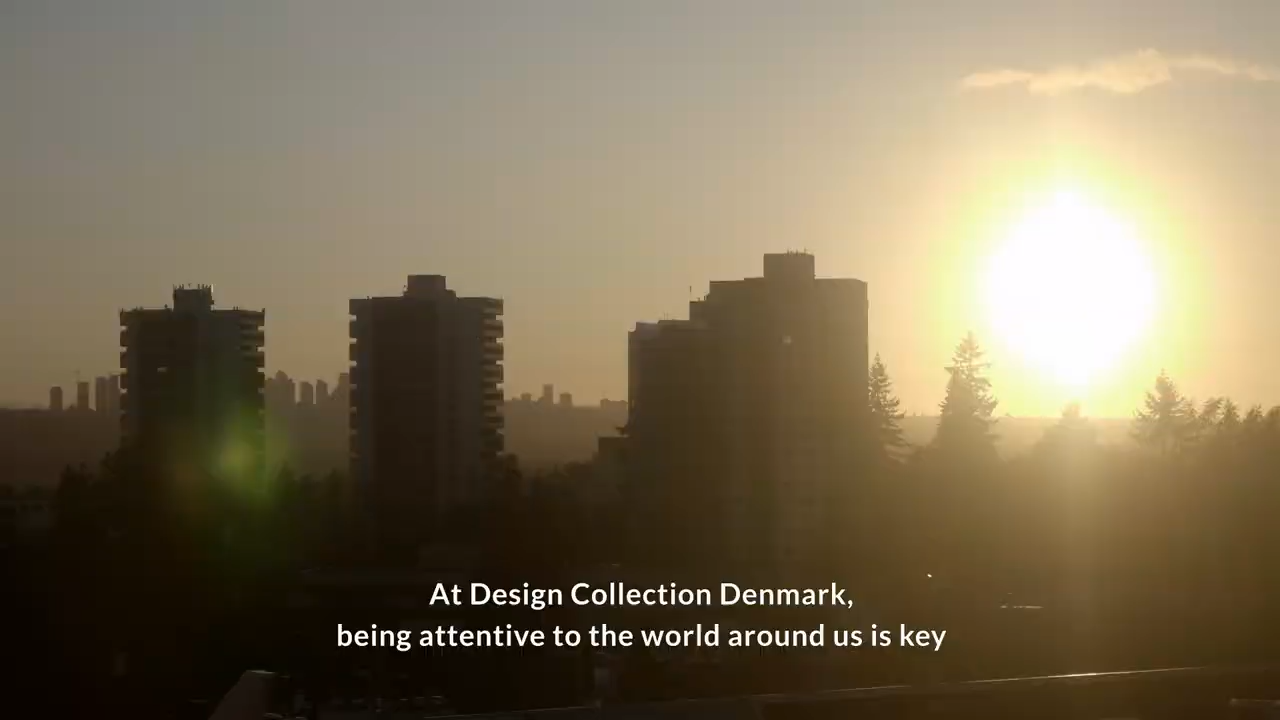 At Design Collection Denmark,
being attentive to the world around us is key